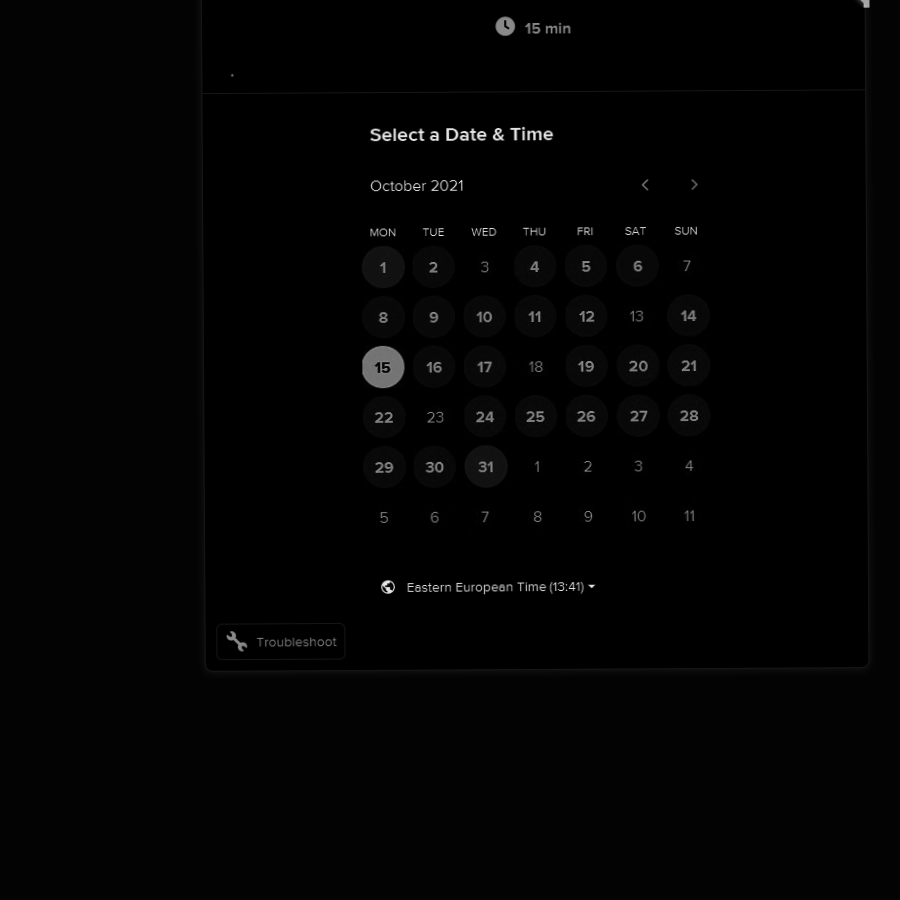 15 min
Select a Date & Time
October 2021
MON TUE WED THU FRI SAT SUN
1 2 3 4 5 6 7
8 9 10 11 12 13 14
15 16 17 18 19 20 21
22 23 24 25 26 27 28
29 30 31 1 2 3 4
5 6 7 8 9 10 11
Eastern European Time (13:41)
Troubleshoot